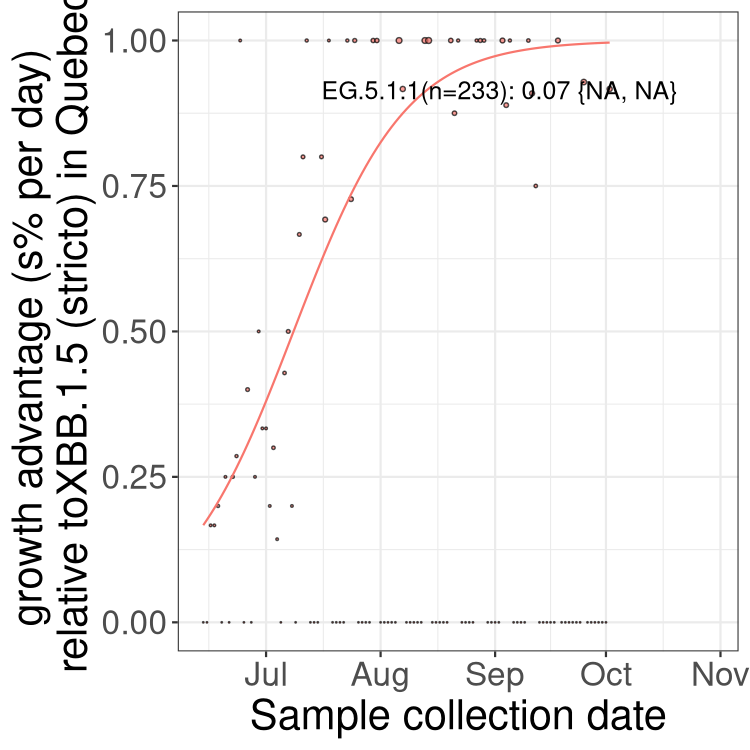 growth advantage (s% per day)
relative toXBB.1.5 (stricto) in Quebec
1.00
0.75
0.50
0.25
0.00
EG.5.1.1(n=233): 0.07 {NA, NA}
Jul Aug Sep Oct Nov
Sample collection date